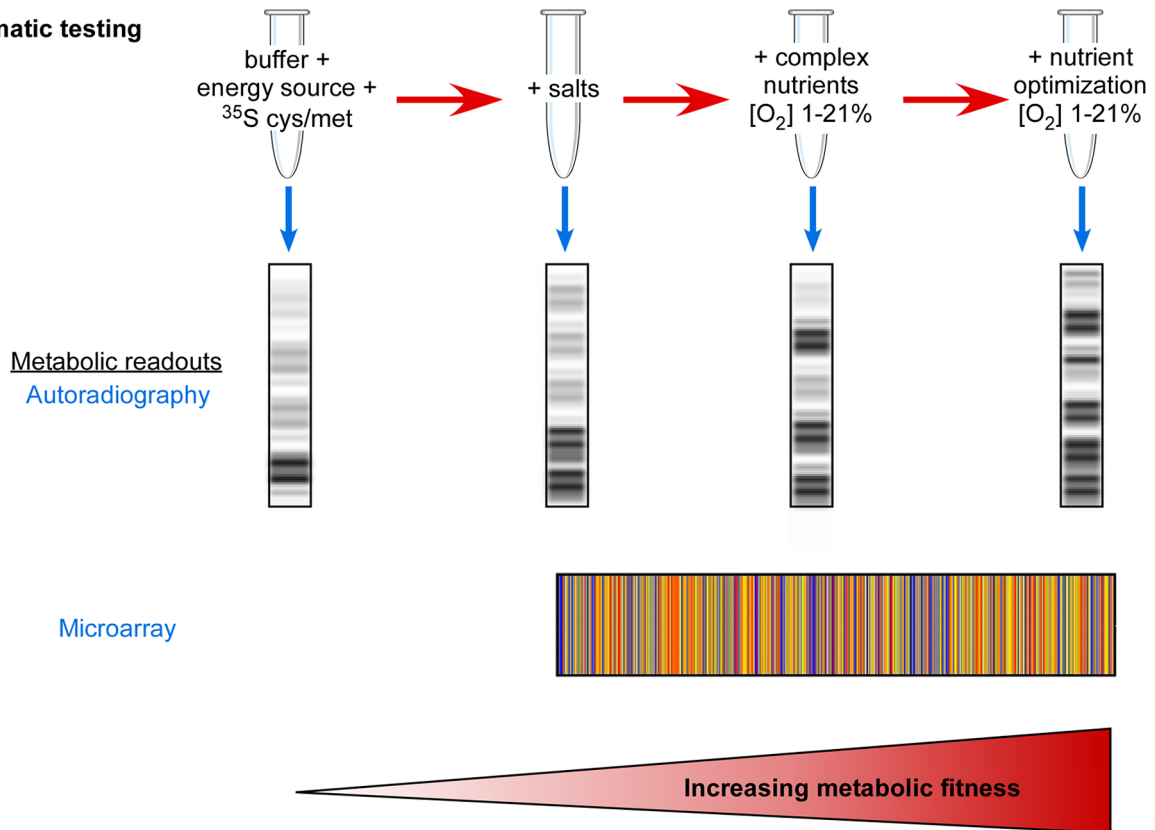 matic testing
buffer +
energy source +
³⁵S cys/met
+ salts
+ complex
nutrients
[O₂] 1-21%
+ nutrient
optimization
[O₂] 1-21%
Metabolic readouts
Autoradiography
Microarray
Increasing metabolic fitness